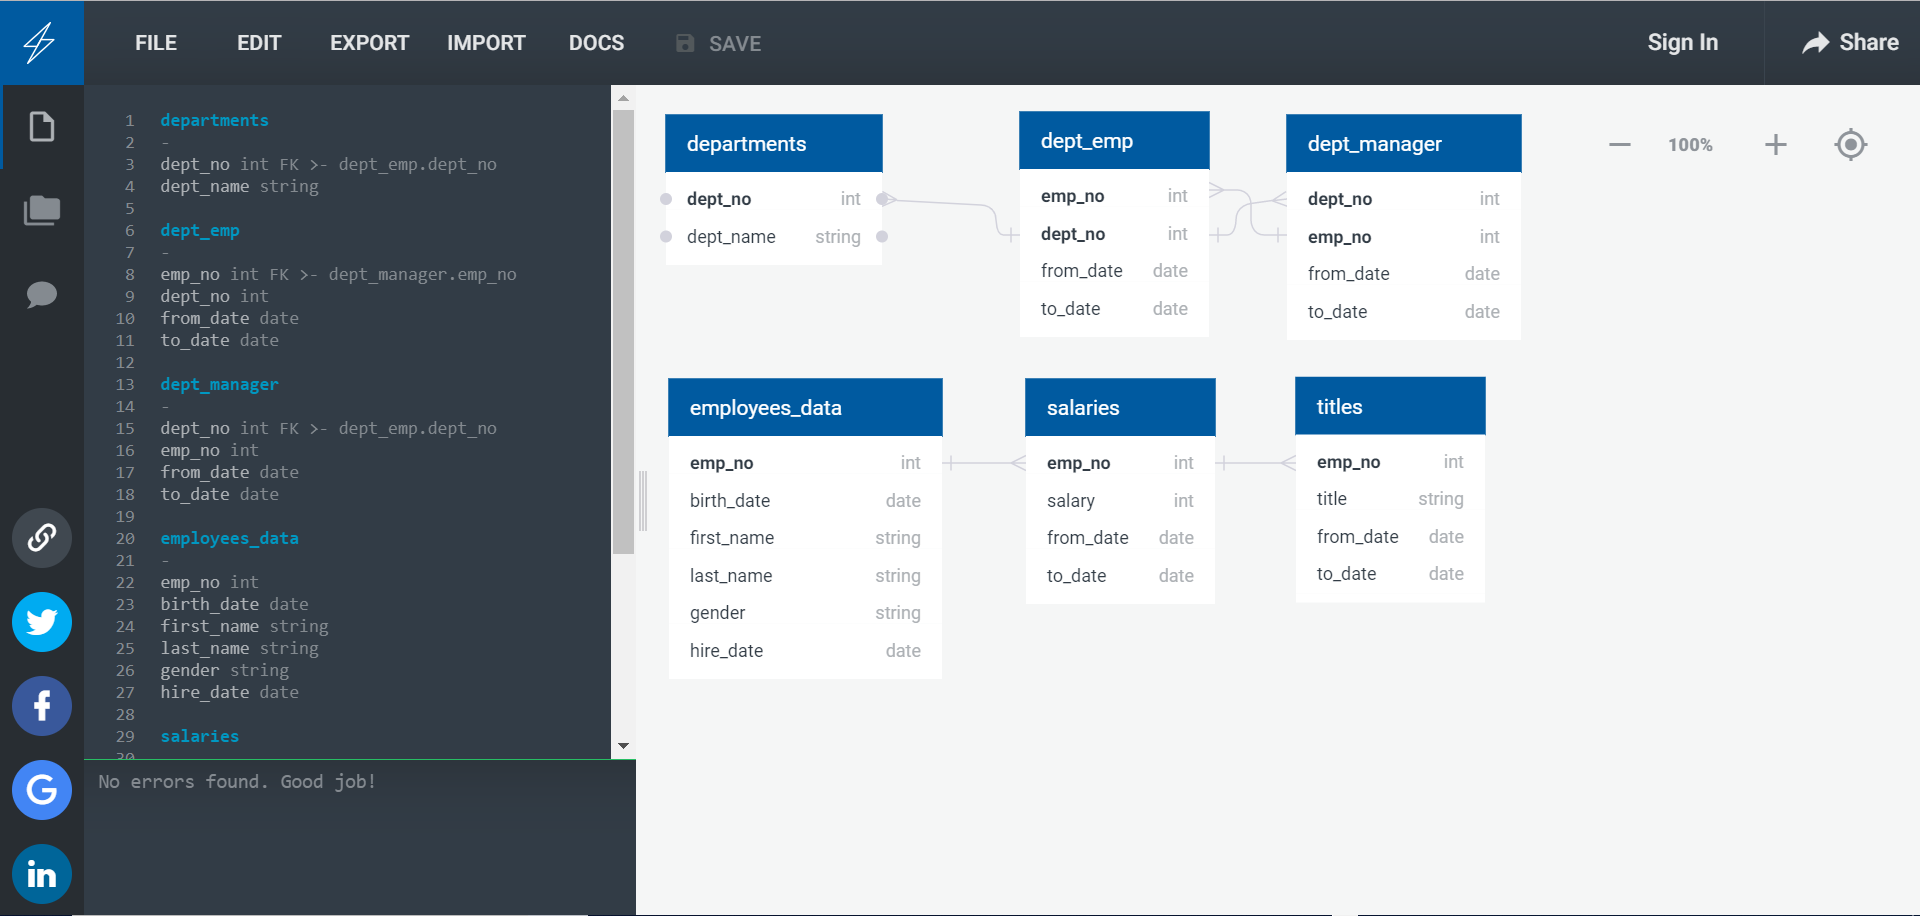 FILE EDIT EXPORT IMPORT DOCS SAVE Sign In Share
1 departments
2 -
3 dept_no int FK >- dept_emp.dept_no
4 dept_name string
5
6 dept_emp
7 -
8 emp_no int FK >- dept_manager.emp_no
9 dept_no int
10 from_date date
11 to_date date
12
13 dept_manager
14 -
15 dept_no int FK >- dept_emp.dept_no
16 emp_no int
17 from_date date
18 to_date date
19
20 employees_data
21 -
22 emp_no int
23 birth_date date
24 first_name string
25 last_name string
26 gender string
27 hire_date date
28
29 salaries
30
No errors found. Good job!
departments
dept_no int
dept_name string
dept_emp
emp_no int
dept_no int
from_date date
to_date date
dept_manager
dept_no int
emp_no int
from_date date
to_date date
100%
employees_data
emp_no int
birth_date date
first_name string
last_name string
gender string
hire_date date
salaries
emp_no int
salary int
from_date date
to_date date
titles
emp_no int
title string
from_date date
to_date date
G
in